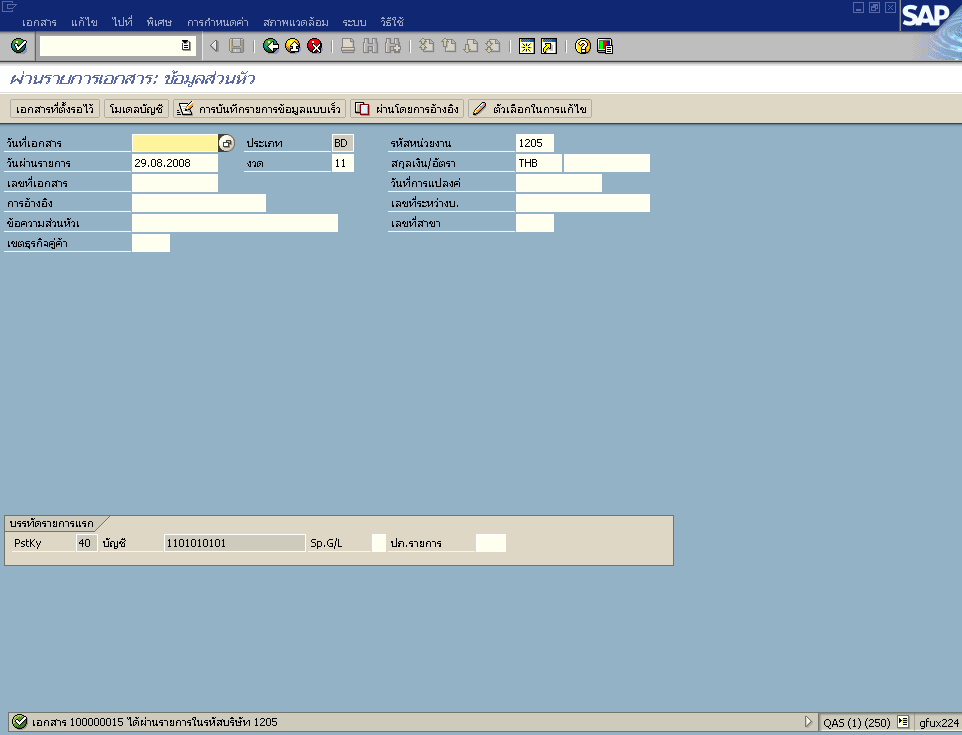 เอกสาร แก้ไข ไปที่ พิเศษ การกำหนดค่า สภาพแวดล้อม ระบบ วิธีใช้
SAP
ผ่านรายการเอกสาร: ข้อมูลส่วนหัว
เอกสารที่ตั้งรอไว้ โมเดลบัญชี การบันทึกรายการข้อมูลแบบเร็ว ผ่านโดยการอ้างอิง ตัวเลือกในการแก้ไข
วันที่เอกสาร ประเภท BD รหัสหน่วยงาน 1205
วันผ่านรายการ 29.08.2008 งวด 11 สกุลเงิน/อัตรา THB
เลขที่เอกสาร วันที่การแปลงค่
การอ้างอิง เลขที่ระหว่างบ.
ข้อความส่วนหัวเ เลขที่สาขา
เขตธุรกิจคู่ค้า
บรรทัดรายการแรก
PstKy 40 บัญชี 1101010101 Sp.G/L ปภ.รายการ
เอกสาร 100000015 ได้ผ่านรายการในรหัสบริษัท 1205 QAS (1) (250) gfux224